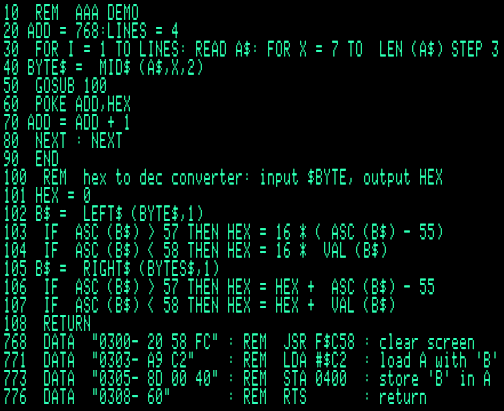 10  REM  AAA DEMO
20 ADD = 768:LINES = 4
30  FOR I = 1 TO LINES: READ A$: FOR X = 7 TO  LEN (A$) STEP 3
40 BYTE$ =  MID$ (A$,X,2)
50  GOSUB 100
60  POKE ADD,HEX
70 ADD = ADD + 1
80  NEXT : NEXT
90  END
100  REM  hex to dec converter: input $BYTE, output HEX
101 HEX = 0
102 B$ =  LEFT$ (BYTE$,1)
103  IF  ASC (B$) > 57 THEN HEX = 16 * ( ASC (B$) - 55)
104  IF  ASC (B$) < 58 THEN HEX = 16 *  VAL (B$)
105 B$ =  RIGHT$ (BYTES$,1)
106  IF  ASC (B$) > 57 THEN HEX = HEX +  ASC (B$) - 55
107  IF  ASC (B$) < 58 THEN HEX = HEX +  VAL (B$)
108  RETURN
768  DATA  "0300- 20 58 FC" : REM  JSR F$C58 : clear screen
771  DATA  "0303- A9 C2"    : REM  LDA #$C2  : load A with 'B'
773  DATA  "0305- 8D 00 40" : REM  STA 0400  : store 'B' in A
776  DATA  "0308- 60"       : REM  RTS       : return